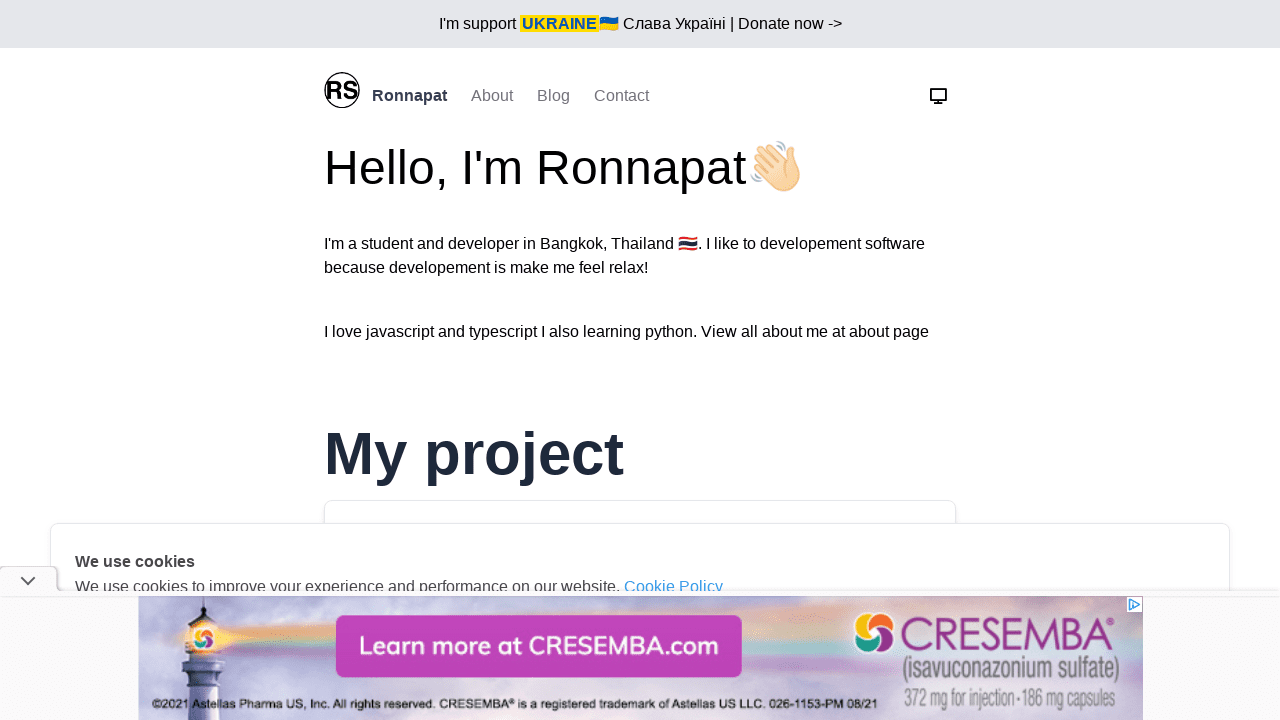 I'm support UKRAINE🇺🇦 Слава Україні | Donate now ->
RS Ronnapat About Blog Contact
Hello, I'm Ronnapat👋🏻
I'm a student and developer in Bangkok, Thailand 🇹🇭. I like to developement software
because developement is make me feel relax!
I love javascript and typescript I also learning python. View all about me at about page
My project
We use cookies
We use cookies to improve your experience and performance on our website. Cookie Policy
Learn more at CRESEMBA.com
CRESEMBA®
(isavuconazonium sulfate)
372 mg for injection • 186 mg capsules
©2021 Astellas Pharma US, Inc. All rights reserved. CRESEMBA® is a registered trademark of Astellas US LLC. 026-1153-PM 08/21